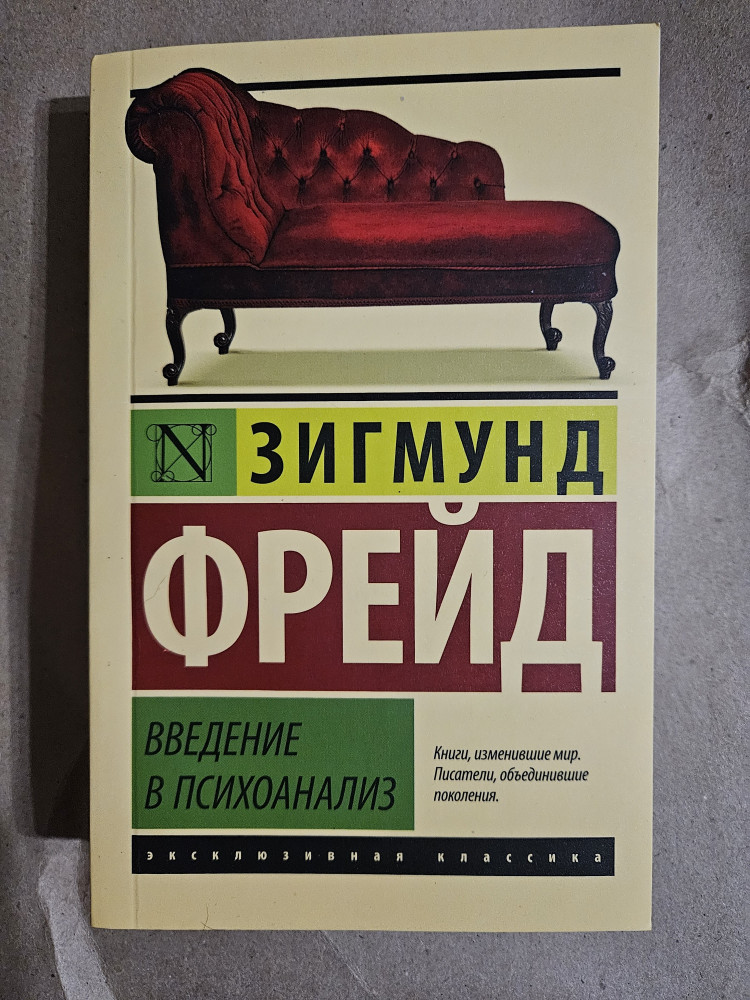 N ЗИГМУНД
ФРЕЙД
ВВЕДЕНИЕ
В ПСИХОАНАЛИЗ
Книги, изменившие мир.
Писатели, объединившие
поколения.
эксклюзивная классика